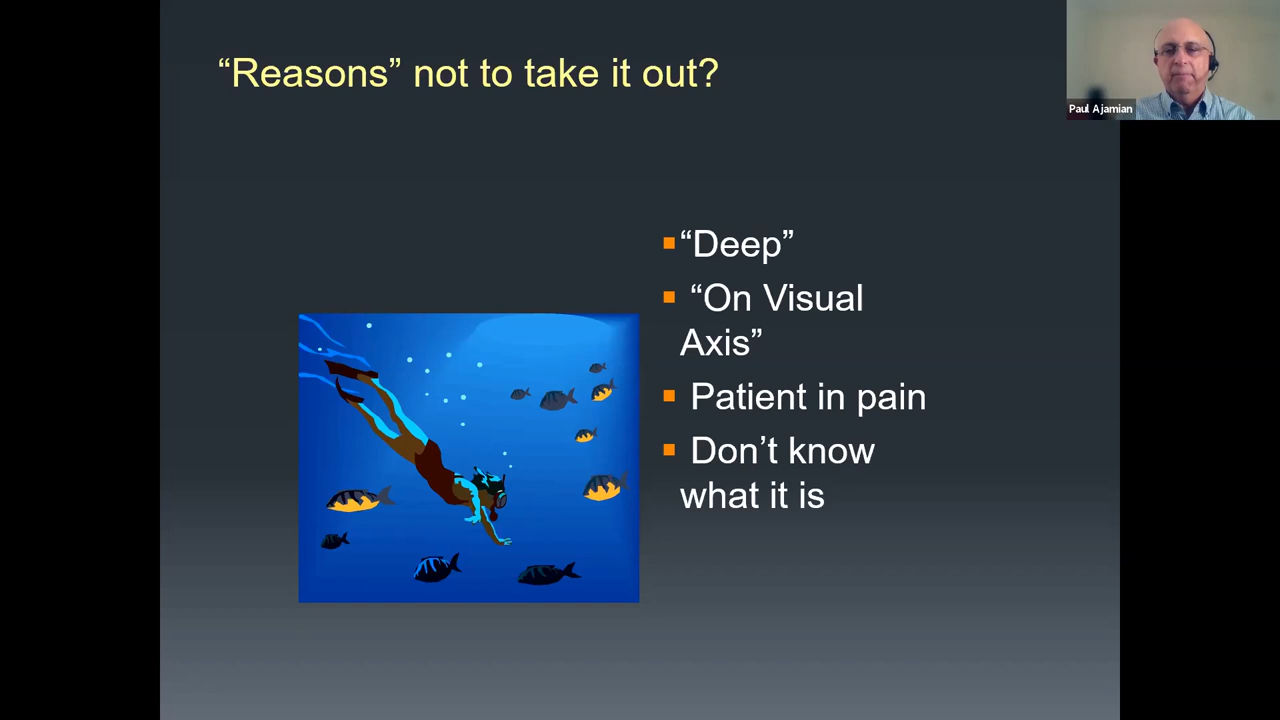 “Reasons” not to take it out?
Paul Ajamian
“Deep”
“On Visual
Axis”
Patient in pain
Don’t know
what it is